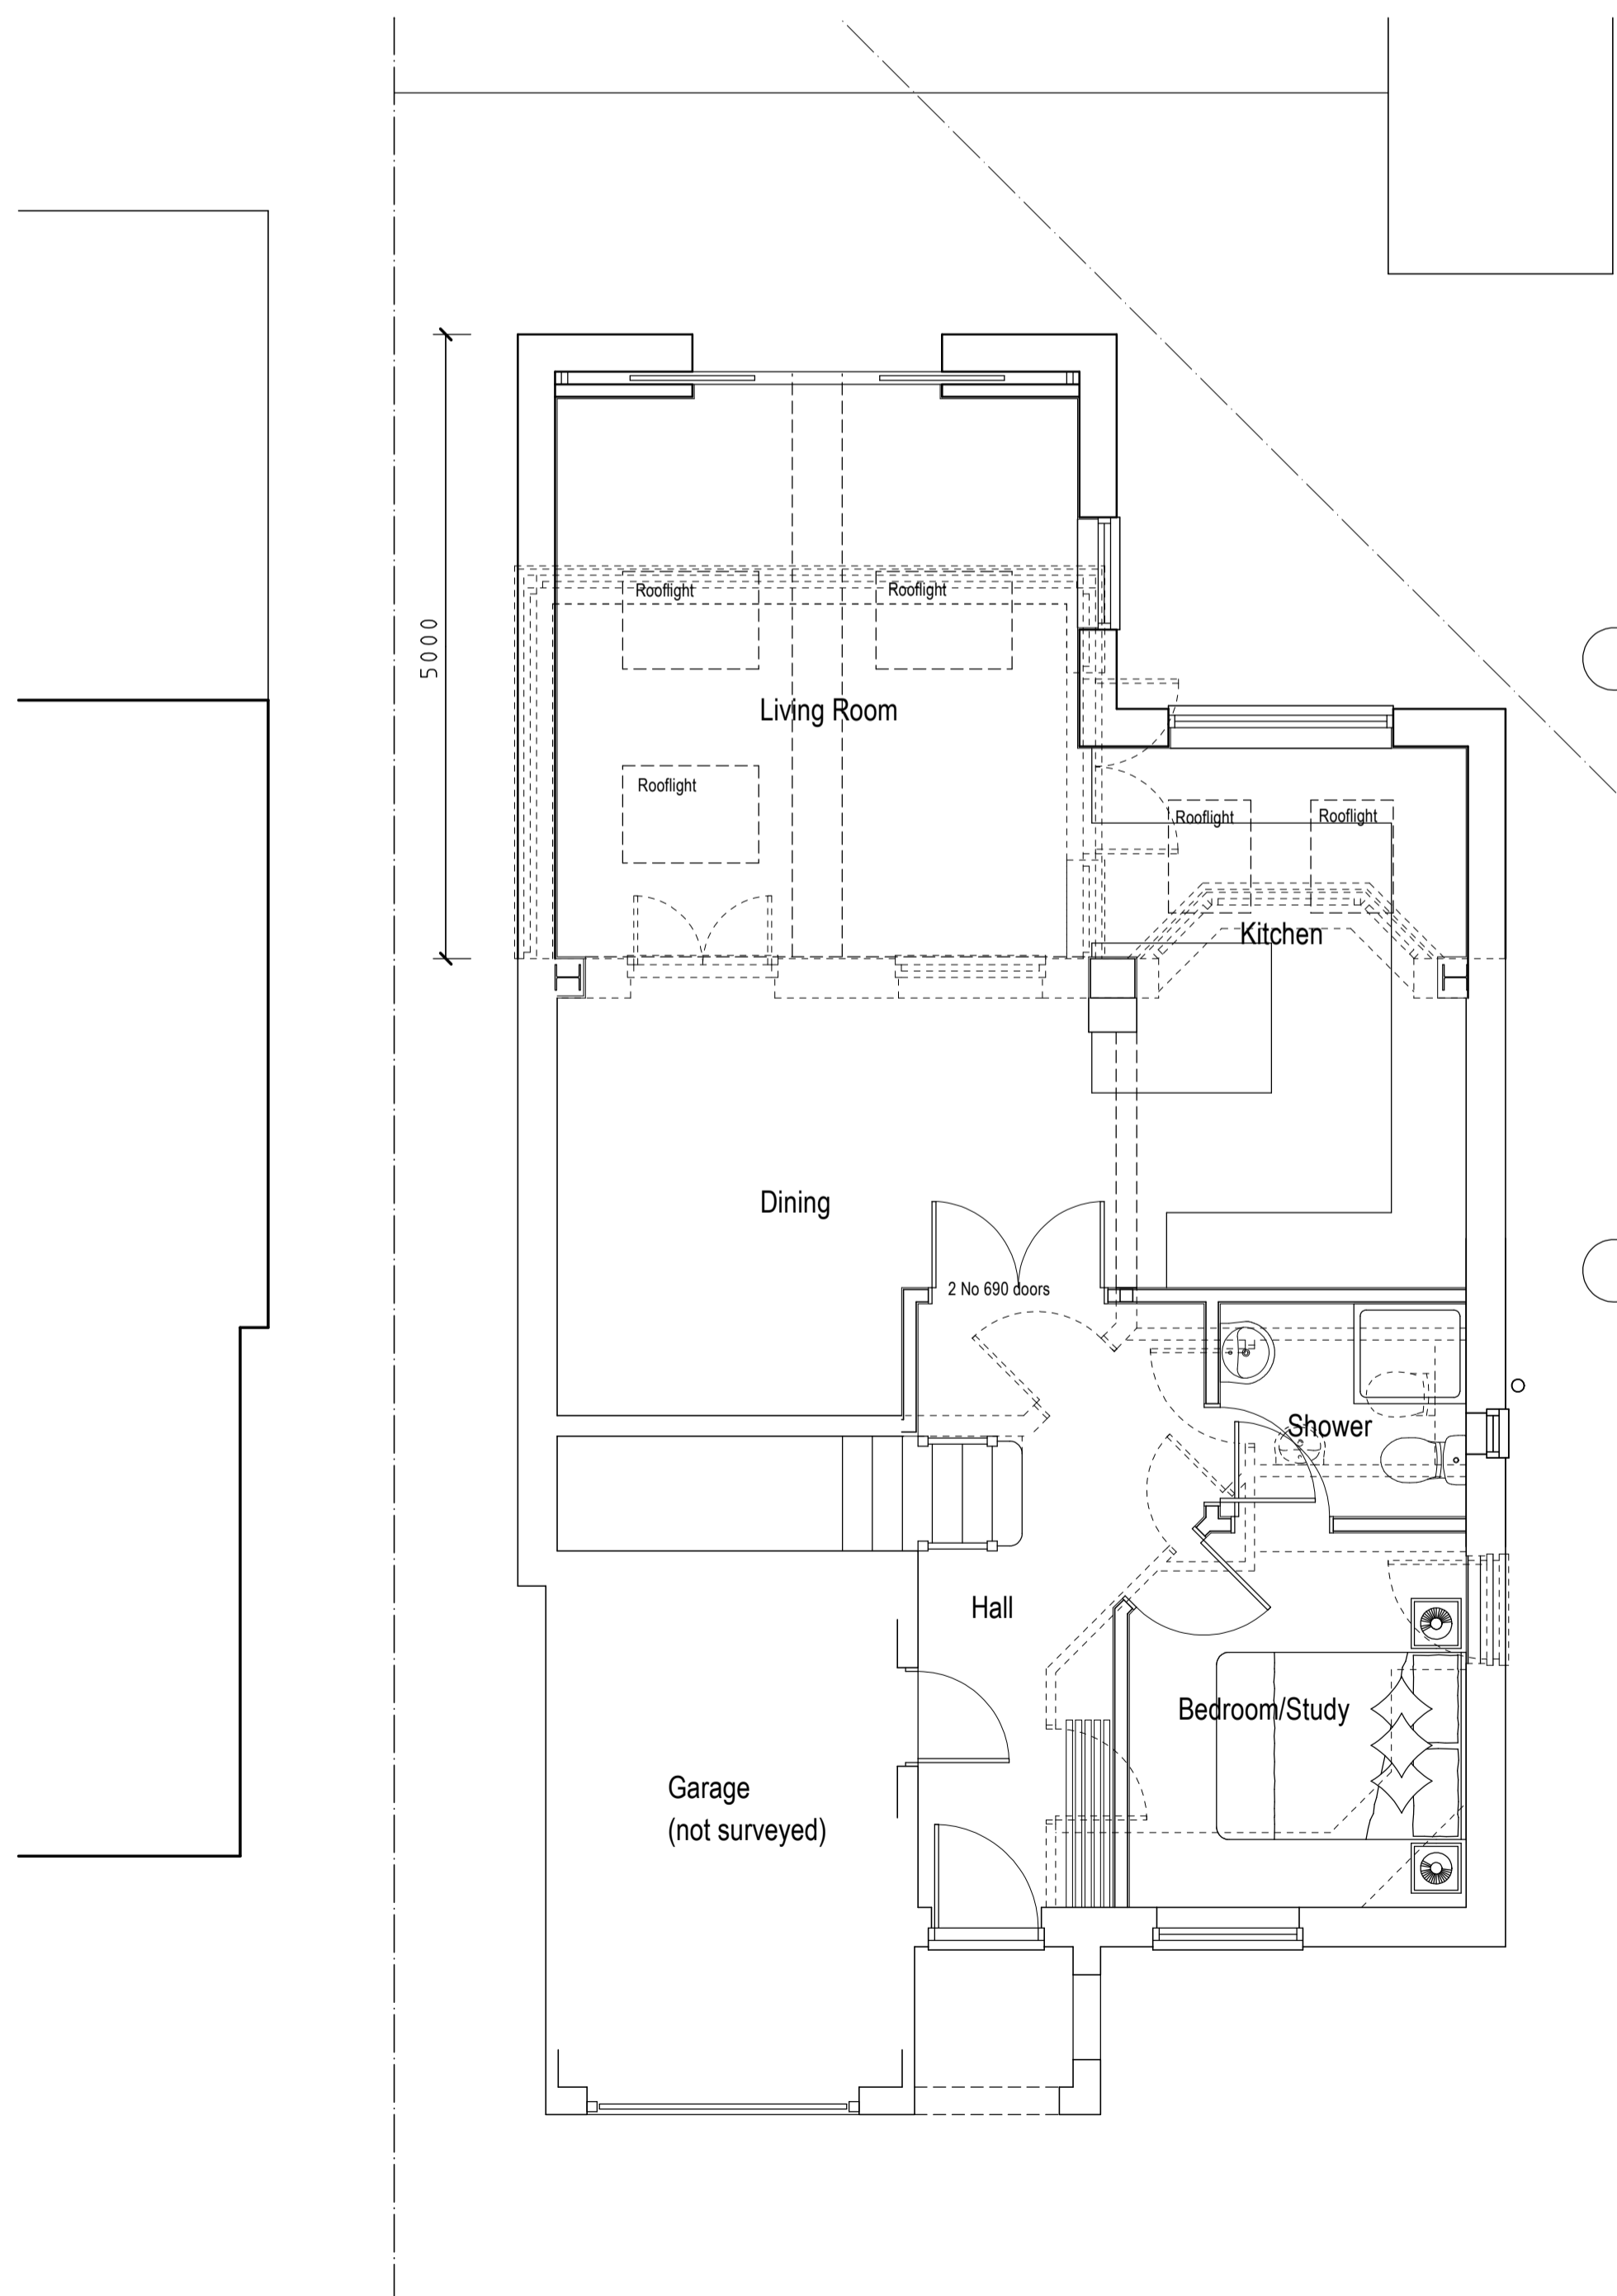 5000
Rooflight
Rooflight
Living Room
Rooflight
Rooflight
Rooflight
Kitchen
Dining
2 No 690 doors
Shower
Hall
Bedroom/Study
Garage
(not surveyed)